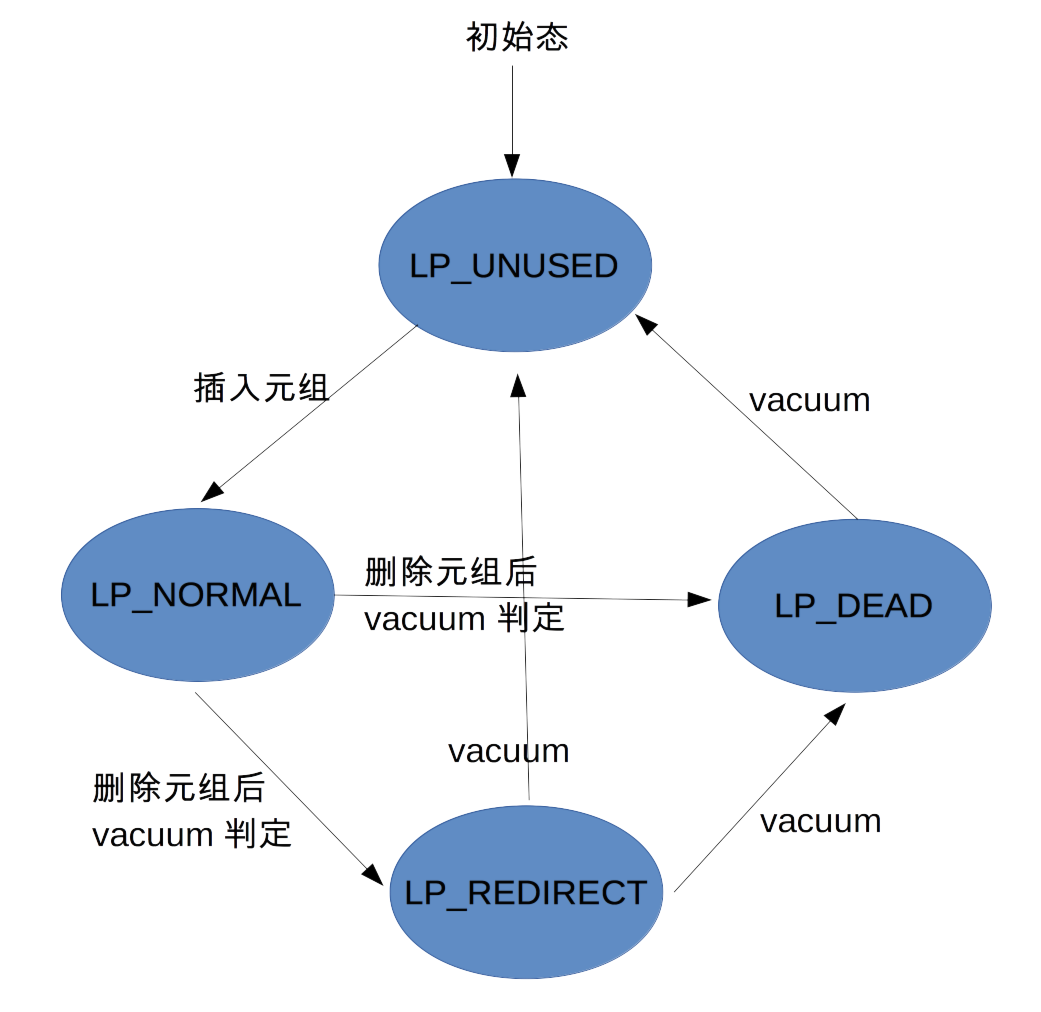 初始态
LP_UNUSED
插入元组
vacuum
LP_NORMAL
删除元组后
vacuum 判定
LP_DEAD
vacuum
删除元组后
vacuum 判定
vacuum
LP_REDIRECT